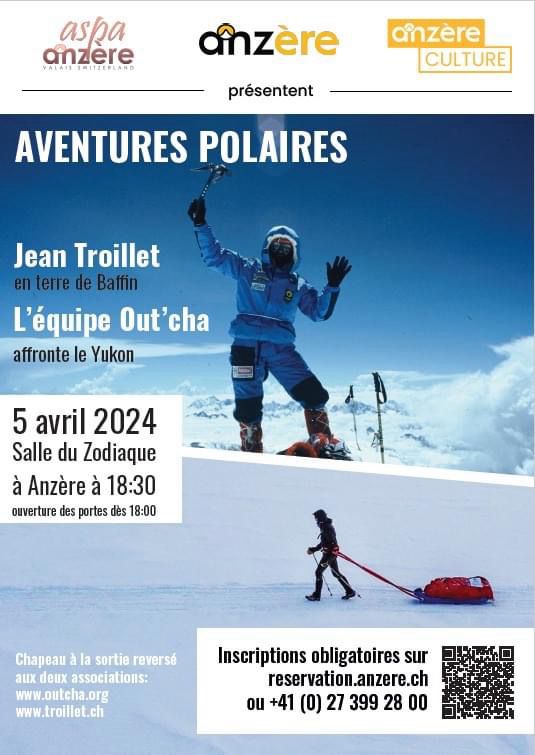 aspa
anzère
VALAIS SWITZERLAND
anzère
anzère
CULTURE
présentent
AVENTURES POLAIRES
Jean Troillet
en terre de Baffin
L'équipe Out'cha
affronte le Yukon
5 avril 2024
Salle du Zodiaque
à Anzère à 18:30
ouverture des portes dès 18:00
Chapeau à la sortie reversé
aux deux associations:
www.outcha.org
www.troillet.ch
Inscriptions obligatoires sur
reservation.anzere.ch
ou +41 (0) 27 399 28 00